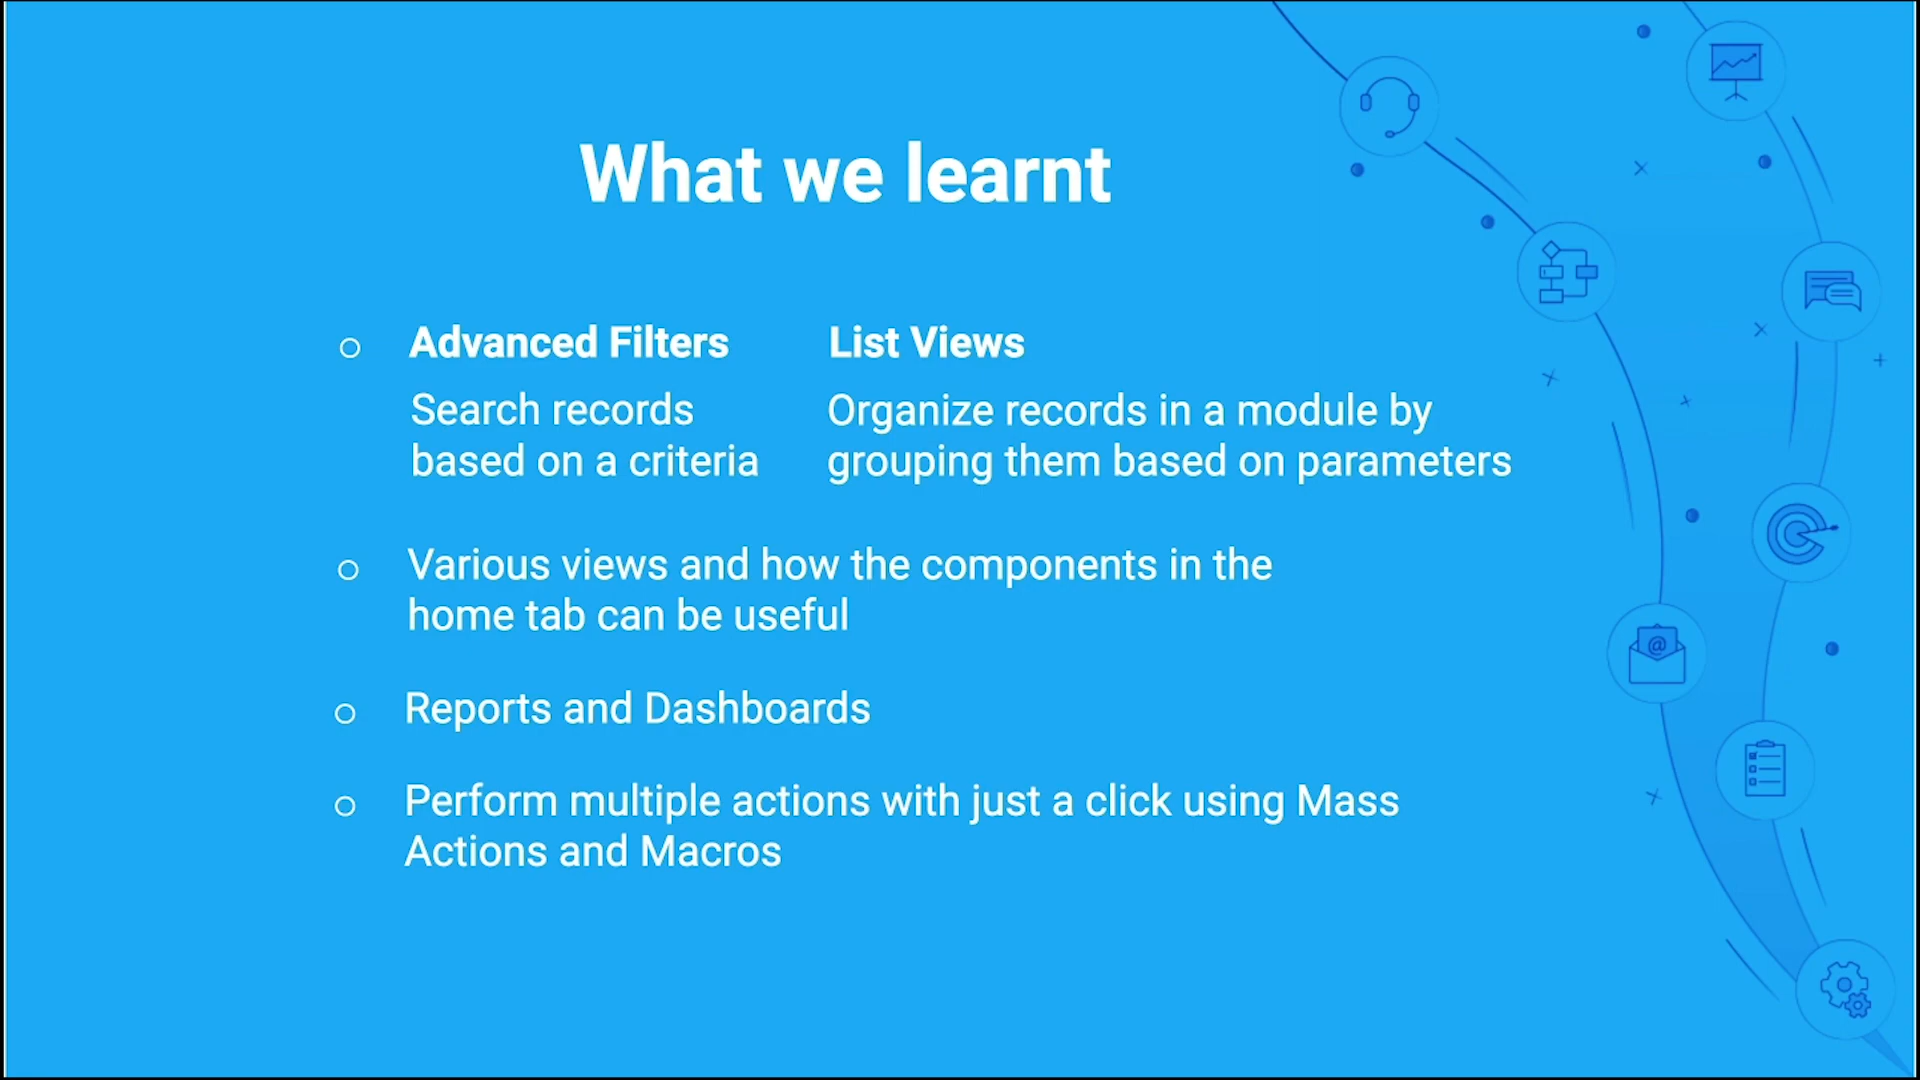 What we learnt
Advanced Filters
Search records
based on a criteria
List Views
Organize records in a module by
grouping them based on parameters
Various views and how the components in the
home tab can be useful
Reports and Dashboards
Perform multiple actions with just a click using Mass
Actions and Macros